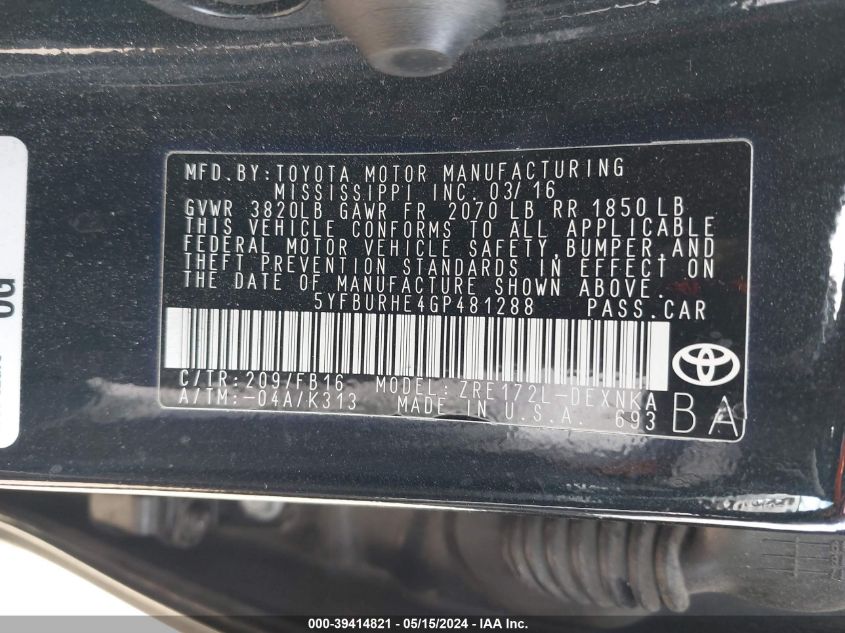 MFD.BY:TOYOTA MOTOR MANUFACTURING
MISSISSIPPI INC. 03/16
GVWR 3820LB GAWR FR 2070 LB RR 1850 LB
THIS VEHICLE CONFORMS TO ALL APPLICABLE
FEDERAL MOTOR VEHICLE SAFETY,BUMPER,AND
THEFT PREVENTION STANDARDS IN EFFECT ON
THE DATE OF MANUFACTURE SHOWN ABOVE.
5YFBURHE4GP481288 PASS.CAR
C/TR:209/FB16 MODEL:ZRE172L-DEXNKA
A/TM:-04A/K313 MADE IN U.S.A. 693
BA
000-39414821 - 05/15/2024 - IAA Inc.